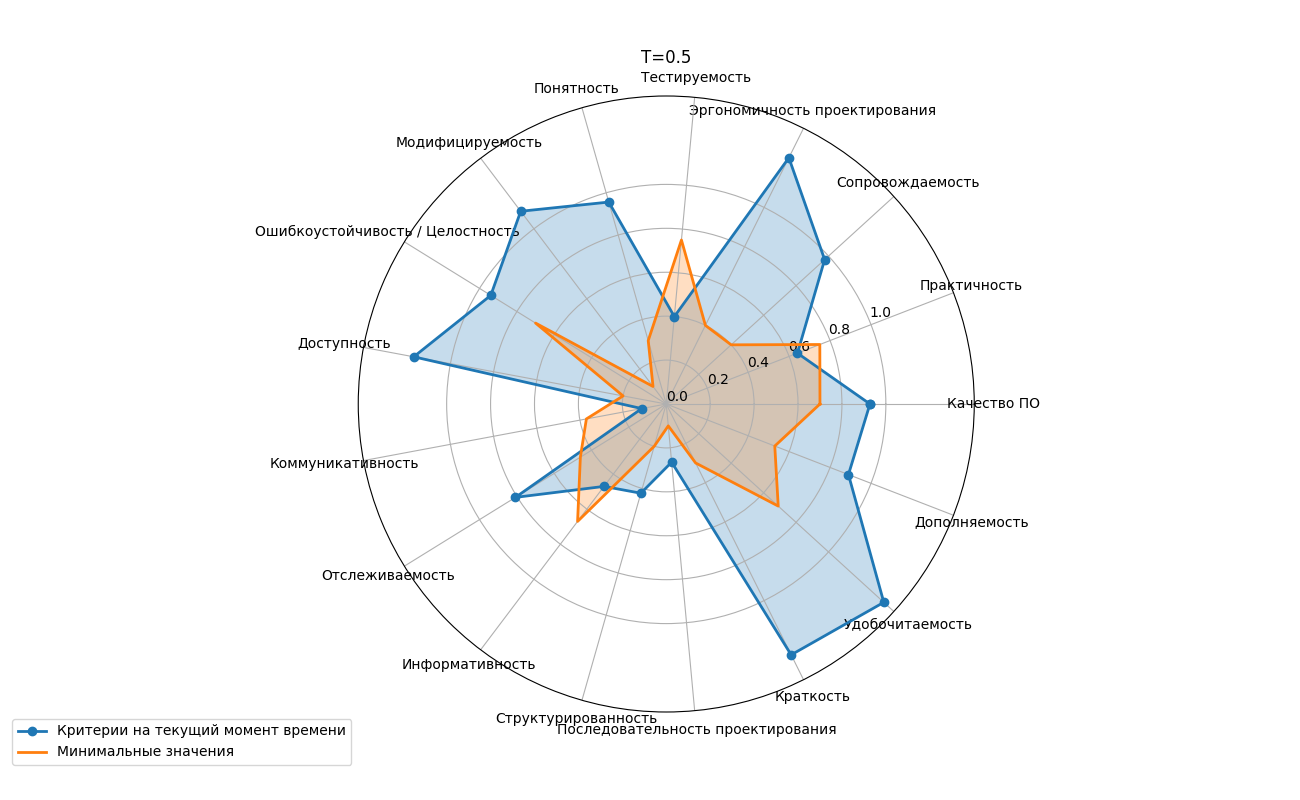 T=0.5
Тестируемость
Понятность
Эргономичность проектирования
Модифицируемость
Сопровождаемость
Ошибкоустойчивость / Целостность
Практичность
1.0
0.8
Доступность
0.6
0.4
0.2
0.0
Качество ПО
Коммуникативность
Дополняемость
Отслеживаемость
Удобочитаемость
Информативность
Краткость
Структурированность
Последовательность проектирования
Критерии на текущий момент времени
Минимальные значения